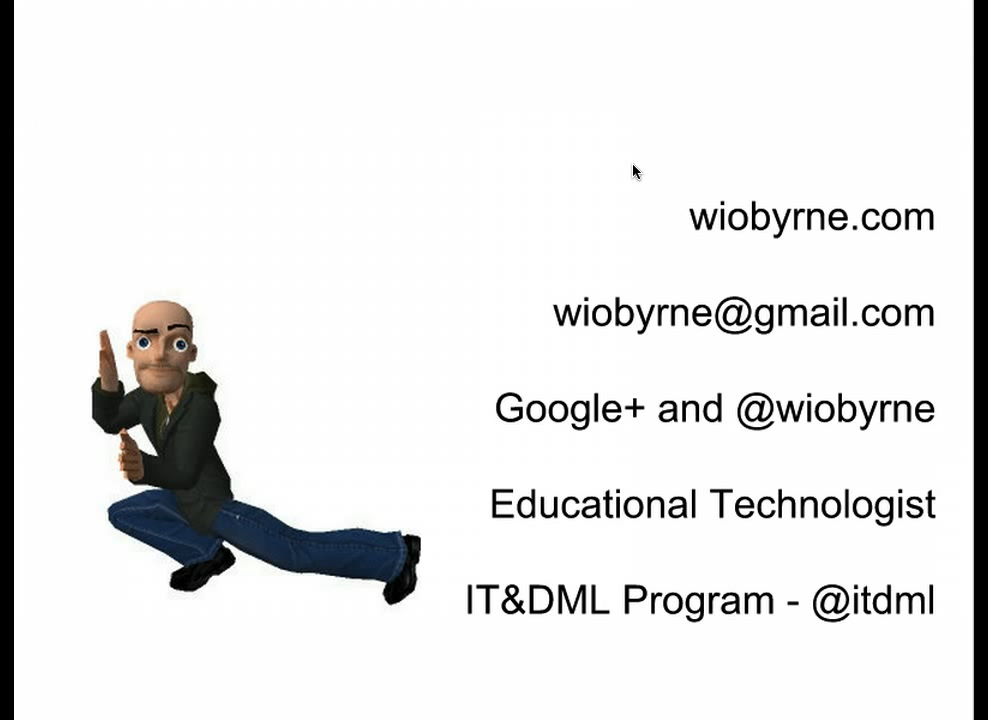 wiobyrne.com
wiobyrne@gmail.com
Google+ and @wiobyrne
Educational Technologist
IT&DML Program - @itdml